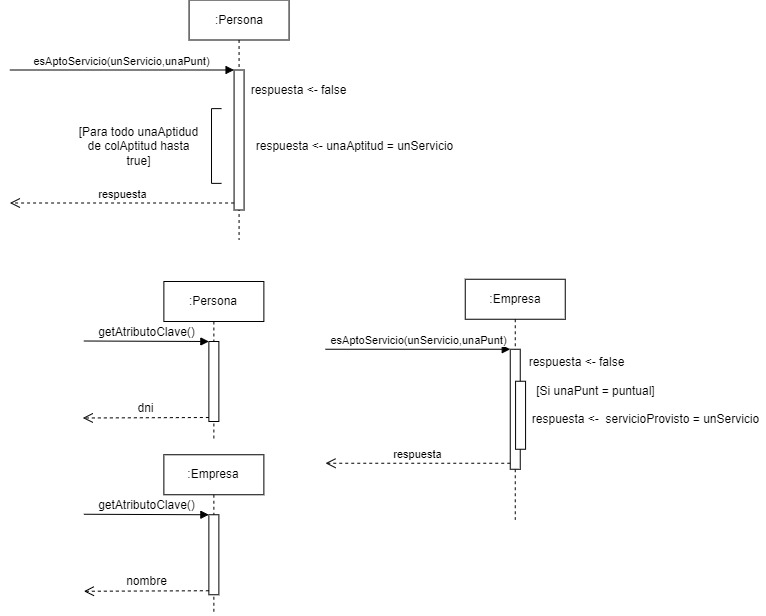 :Persona
esAptoServicio(unServicio,unaPunt)
respuesta <- false
[Para todo unaAptidud
de colAptitud hasta
true]
respuesta <- unaAptitud = unServicio
respuesta
:Persona
getAtributoClave()
dni
:Empresa
esAptoServicio(unServicio,unaPunt)
respuesta <- false
[Si unaPunt = puntual]
respuesta <- servicioProvisto = unServicio
respuesta
:Empresa
getAtributoClave()
nombre